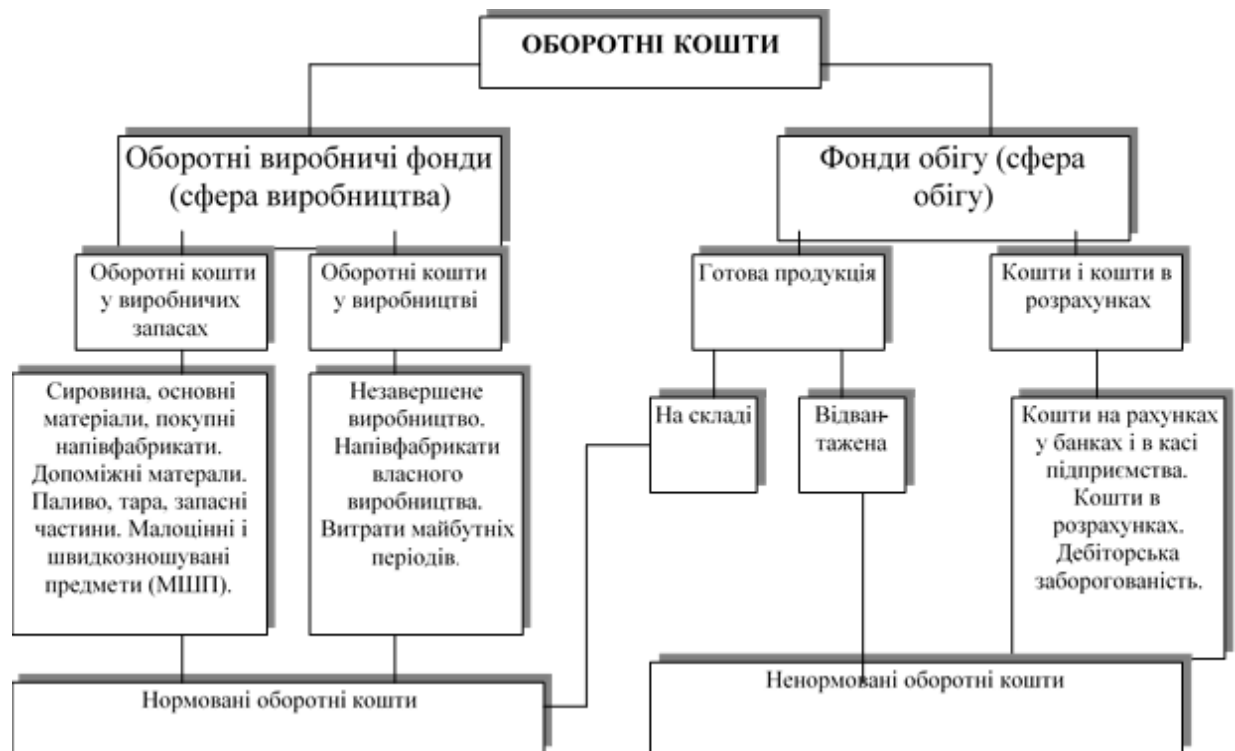 ОБОРОТНІ КОШТИ
Оборотні виробничі фонди
(сфера виробництва)
Фонди обігу (сфера
обігу)
Оборотні кошти
у виробничих
запасах
Оборотні кошти
у виробництві
Готова продукція
Кошти і кошти в
розрахунках
Сировина, основні
матеріали, покупні
напівфабрикати.
Допоміжні матерали.
Паливо, тара, запасні
частини. Малоцінні і
швидкозношувані
предмети (МШП).
Незавершене
виробництво.
Напівфабрикати
власного
виробництва.
Витрати майбутніх
періодів.
На складі
Відван-
тажена
Кошти на рахунках
у банках і в касі
підприємства.
Кошти в
розрахунках.
Дебіторська
заборогованість.
Нормовані оборотні кошти
Ненормовані оборотні кошти